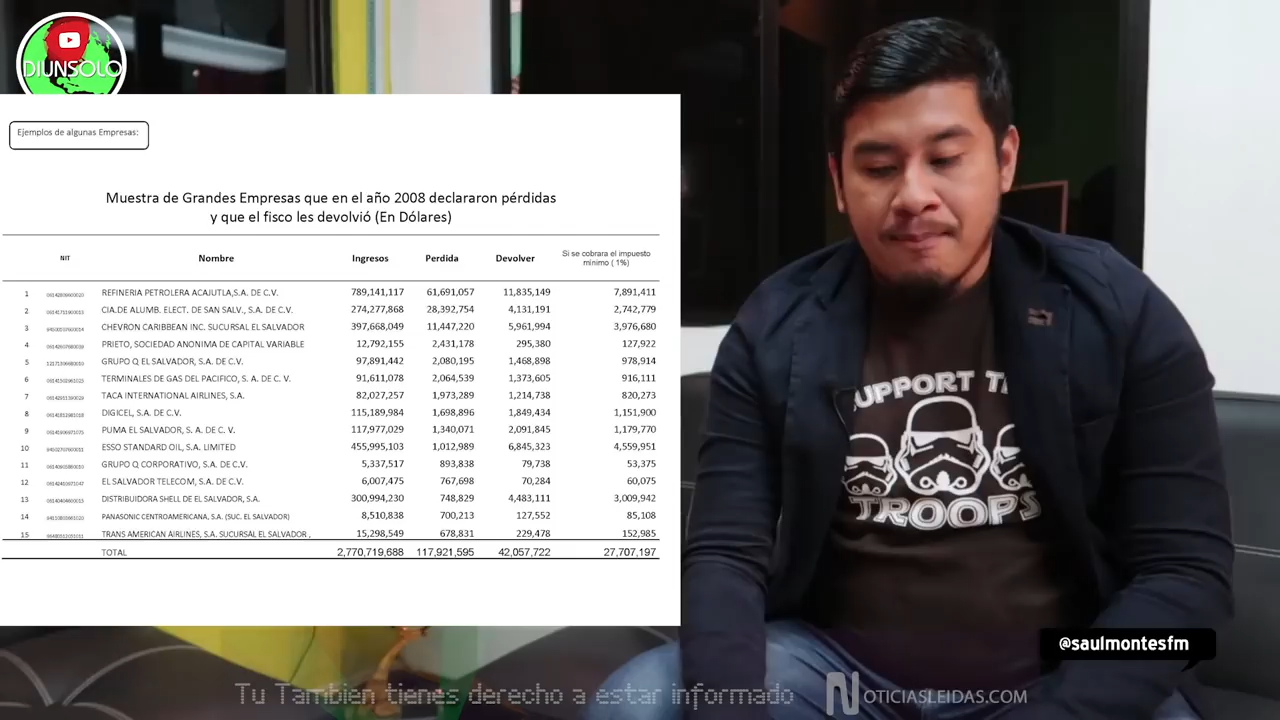 DIUNSOLO
Ejemplos de algunas Empresas:
Muestra de Grandes Empresas que en el año 2008 declararon pérdidas
y que el fisco les devolvió (En Dólares)
NIT Nombre Ingresos Perdida Devolver Si se cobrara el impuesto
mínimo ( 1%)
1 REFINERIA PETROLERA ACAJUTLA,S.A. DE C.V. 789,141,117 61,691,057 11,835,149 7,891,411
2 CIA.DE ALUMB. ELECT. DE SAN SALV., S.A. DE C.V. 274,277,868 28,392,754 4,131,191 2,742,779
3 CHEVRON CARIBBEAN INC. SUCURSAL EL SALVADOR 397,668,049 11,447,220 5,961,994 3,976,680
4 PRIETO, SOCIEDAD ANONIMA DE CAPITAL VARIABLE 12,792,155 2,431,178 295,380 127,922
5 GRUPO Q EL SALVADOR, S.A. DE C.V. 97,891,442 2,080,195 1,468,898 978,914
6 TERMINALES DE GAS DEL PACIFICO, S. A. DE C. V. 91,611,078 2,064,539 1,373,605 916,111
7 TACA INTERNATIONAL AIRLINES, S.A. 82,027,257 1,973,289 1,214,738 820,273
8 DIGICEL, S.A. DE C.V. 115,189,984 1,698,896 1,849,434 1,151,900
9 PUMA EL SALVADOR, S. A. DE C.V. 117,977,029 1,340,071 2,091,845 1,179,770
10 ESSO STANDARD OIL, S.A. LIMITED 455,995,103 1,012,989 6,845,323 4,559,951
11 GRUPO Q CORPORATIVO, S.A. DE C.V. 5,337,517 893,838 79,738 53,375
12 EL SALVADOR TELECOM, S.A. DE C.V. 6,007,475 767,698 70,284 60,075
13 DISTRIBUIDORA SHELL DE EL SALVADOR, S.A. 300,994,230 748,829 4,483,111 3,009,942
14 PANASONIC CENTROAMERICANA, S.A. (SUC. EL SALVADOR) 8,510,838 700,213 127,552 85,108
15 TRANS AMERICAN AIRLINES, S.A. SUCURSAL EL SALVADOR , 15,298,549 678,831 229,478 152,985
TOTAL 2,770,719,688 117,921,595 42,057,722 27,707,197
SUPPORT
TROOPS
@saulmontesfm
Tu Tambien tienes derecho a estar informado
NOTICIASLEIDAS.COM